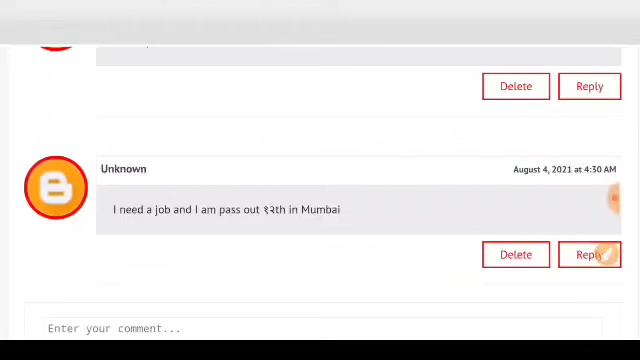 Delete
Reply
Unknown
August 4, 2021 at 4:30 AM
I need a job and I am pass out १२th in Mumbai
Delete
Reply
Enter your comment...